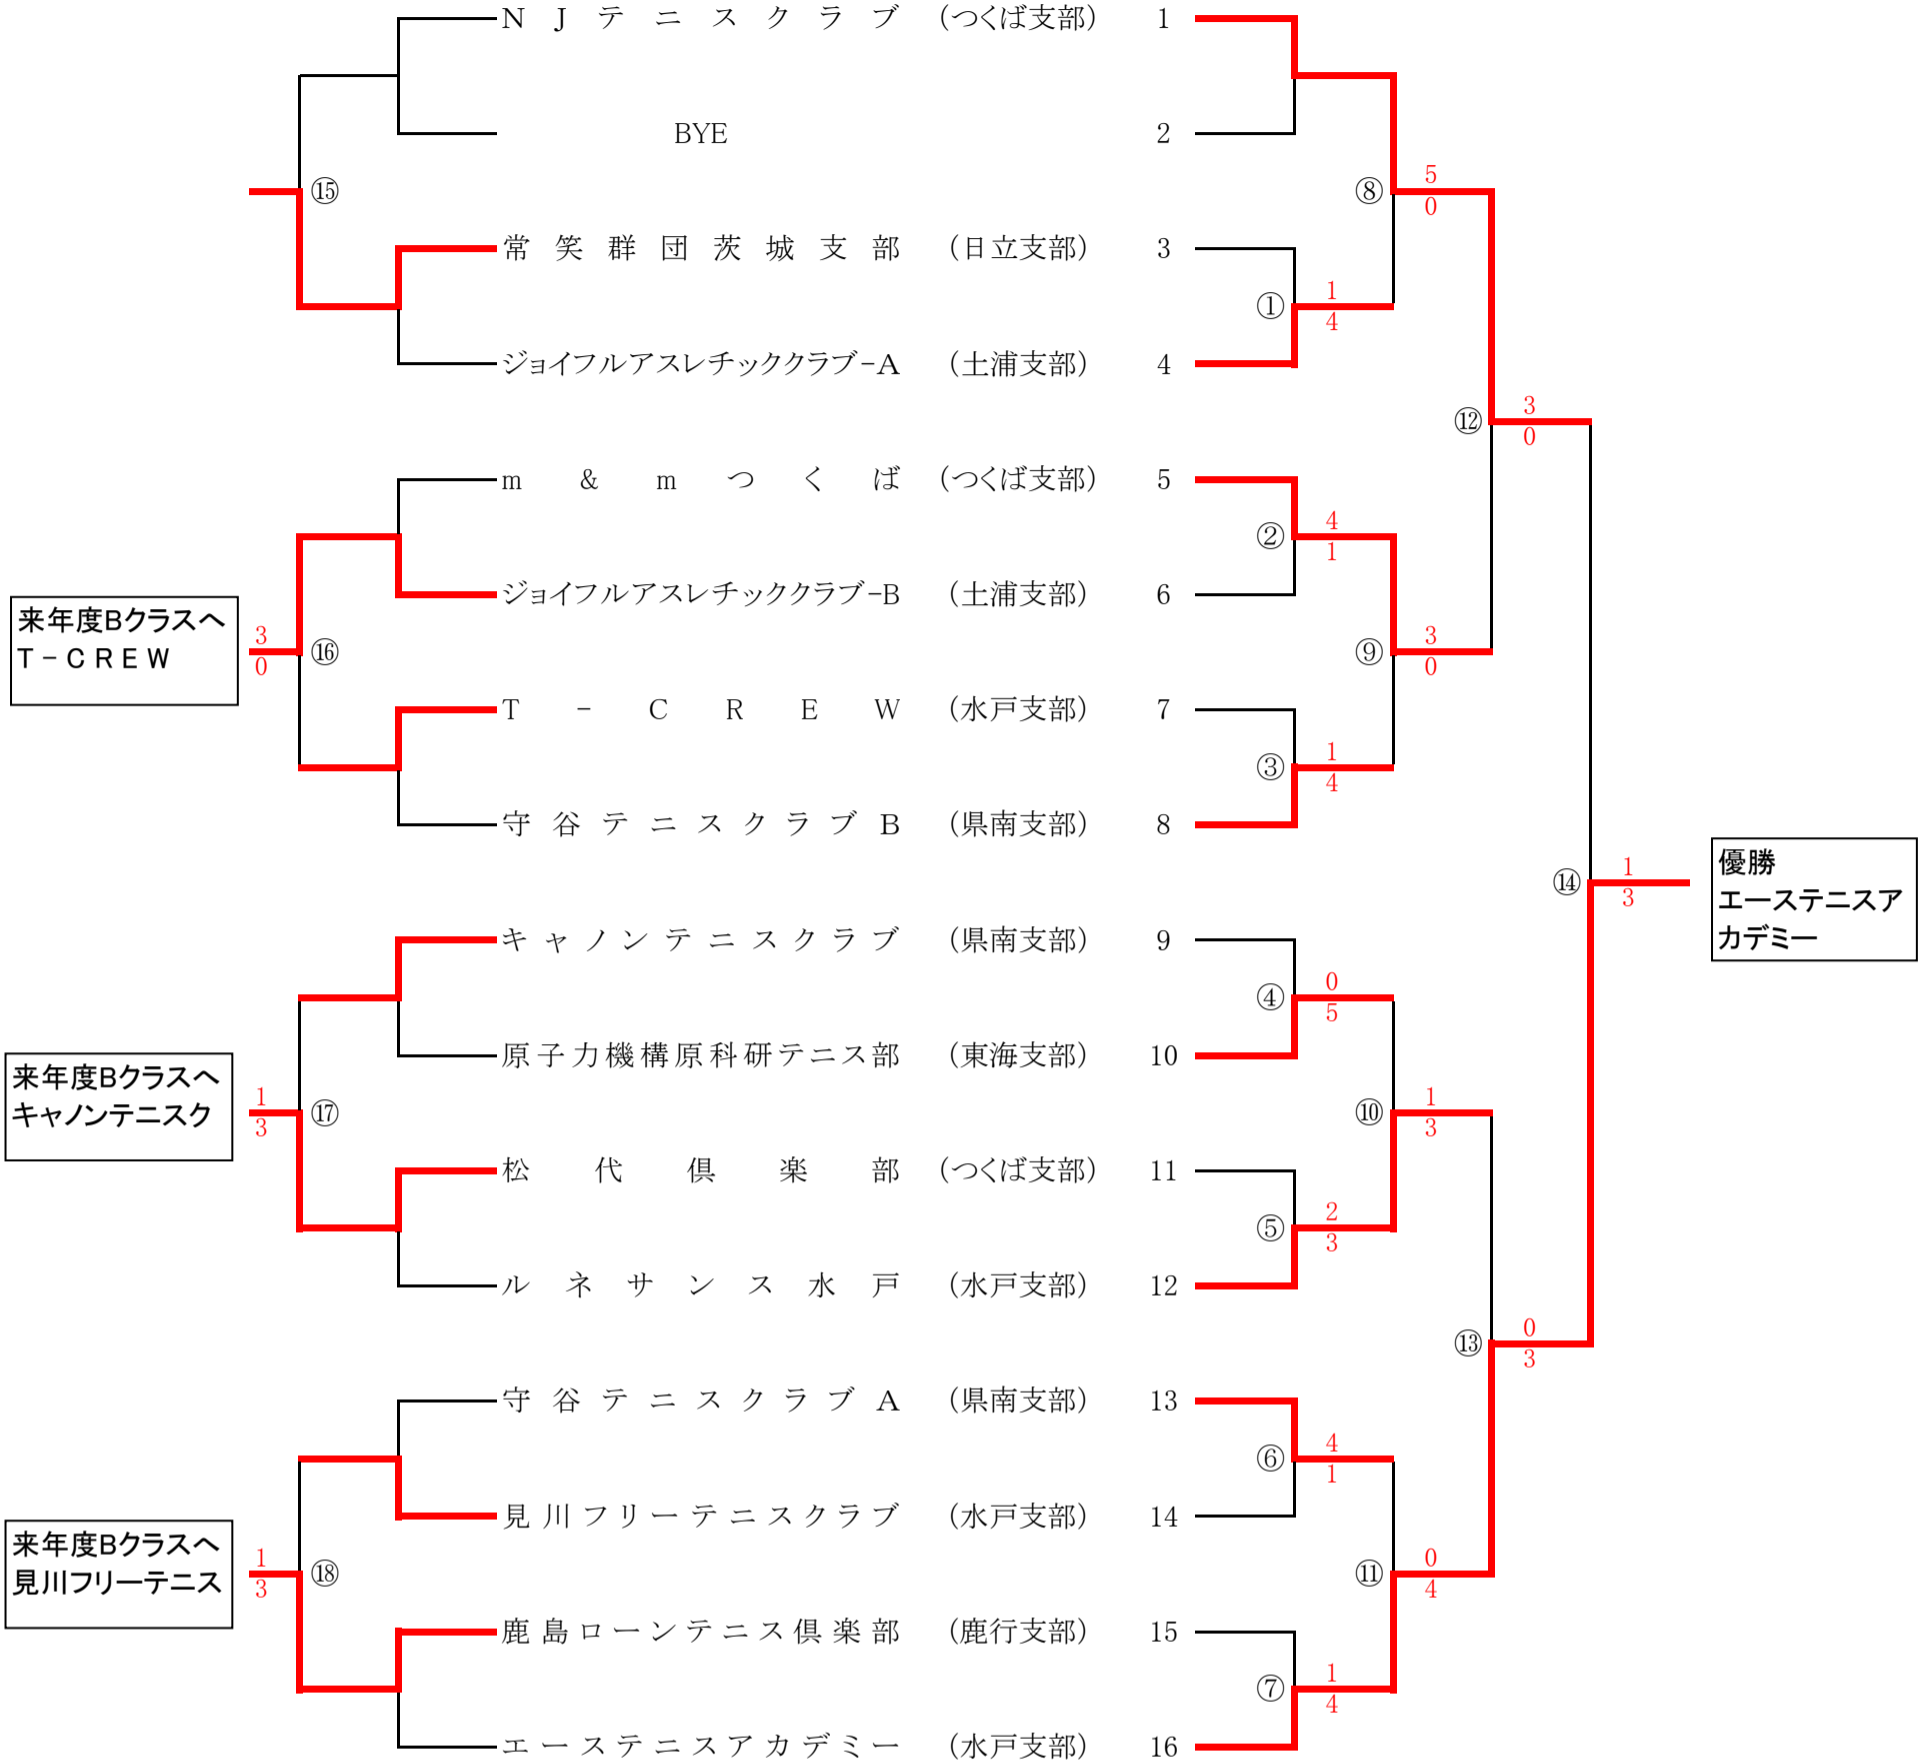 NJテニスクラブ (つくば支部) 1
BYE 2
⑮ ⑧ 5
0
常笑群団茨城支部 (日立支部) 3
① 1
4
ジョイフルアスレチッククラブ-A (土浦支部) 4
⑫ 3
0
m&mつくば (つくば支部) 5
② 4
1
ジョイフルアスレチッククラブ-B (土浦支部) 6
来年度Bクラスへ
T-CREW
3
0
⑯ ⑨ 3
0
T-CREW (水戸支部) 7
③ 1
4
守谷テニスクラブB (県南支部) 8
⑭ 1
3
優勝
エーステニスア
カデミー
キャノンテニスクラブ (県南支部) 9
④ 0
5
原子力機構原科研テニス部 (東海支部) 10
来年度Bクラスへ
キャノンテニスク
1
3
⑰ ⑩ 1
3
松代倶楽部 (つくば支部) 11
⑤ 2
3
ルネサンス水戸 (水戸支部) 12
⑬ 0
3
守谷テニスクラブA (県南支部) 13
⑥ 4
1
見川フリーテニスクラブ (水戸支部) 14
来年度Bクラスへ
見川フリーテニス
1
3
⑱ ⑪ 0
4
鹿島ローンテニス倶楽部 (鹿行支部) 15
⑦ 1
4
エーステニスアカデミー (水戸支部) 16